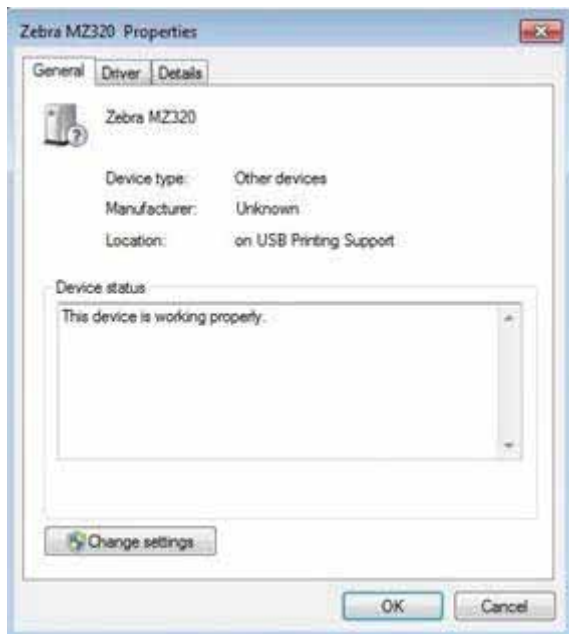 Zebra MZ320 Properties
General Driver Details
Zebra MZ320
Device type: Other devices
Manufacturer: Unknown
Location: on USB Printing Support
Device status
This device is working properly.
Change settings
OK Cancel